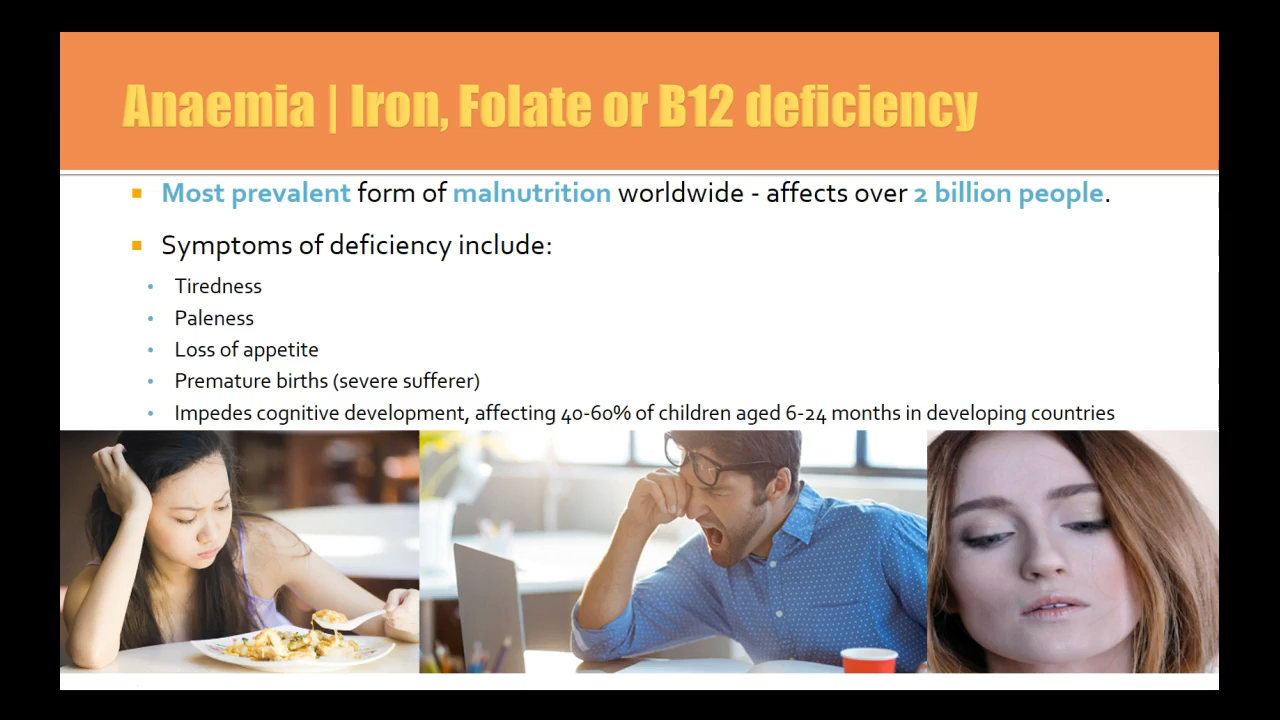 Anaemia | Iron, Folate or B12 deficiency
Most prevalent form of malnutrition worldwide - affects over 2 billion people.
Symptoms of deficiency include:
Tiredness
Paleness
Loss of appetite
Premature births (severe sufferer)
Impedes cognitive development, affecting 40-60% of children aged 6-24 months in developing countries